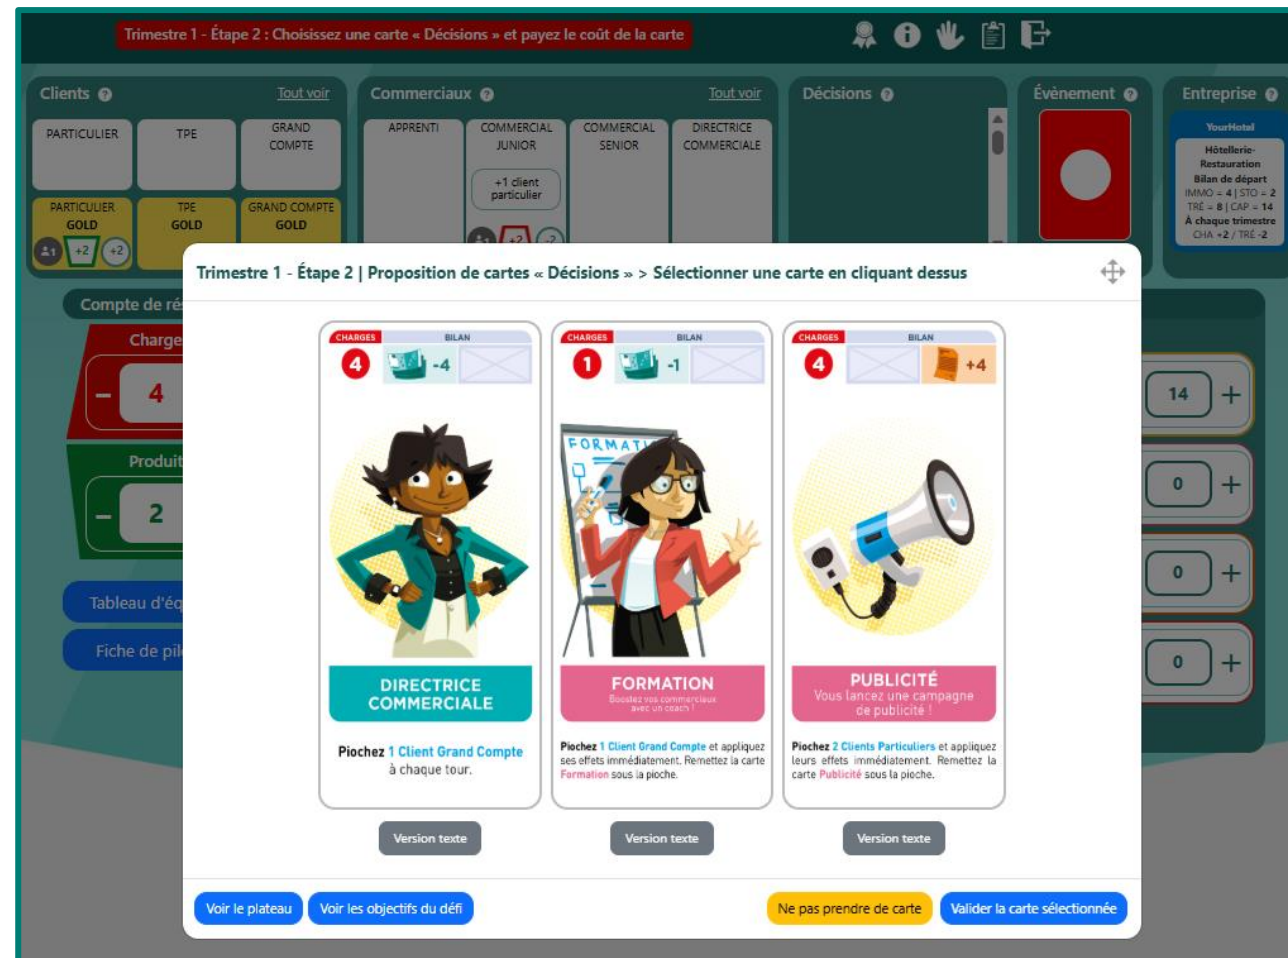 Trimestre 1 - Étape 2 : Choisissez une carte « Décisions » et payez le coût de la carte
Clients
Tout voir
PARTICULIER
TPE
GRAND
COMPTE
PARTICULIER
GOLD
TPE
GOLD
GRAND COMPTE
GOLD
1
+2
+2
Commerciaux
Tout voir
APPRENTI
COMMERCIAL
JUNIOR
+1 client
particulier
COMMERCIAL
SENIOR
DIRECTRICE
COMMERCIALE
Décisions
Évènement
Entreprise
YourHotel
Hôtellerie-
Restauration
Bilan de départ
IMMO = 4 | STO = 2
TRÉ = 8 | CAP = 14
À chaque trimestre
CHA +2 / TRÉ -2
Trimestre 1 - Étape 2 | Proposition de cartes « Décisions » > Sélectionner une carte en cliquant dessus
Compte de ré
Charge
4
Produit
2
Tableau d'éq
Fiche de pil
CHARGES
BILAN
4
-4
DIRECTRICE
COMMERCIALE
Piochez 1 Client Grand Compte
à chaque tour.
Version texte
CHARGES
BILAN
1
-1
FORMATI
FORMATION
Boostez vos commerciaux
avec un coach !
Piochez 1 Client Grand Compte et appliquez
ses effets immédiatement. Remettez la carte
Formation sous la pioche.
Version texte
CHARGES
BILAN
4
+4
PUBLICITÉ
Vous lancez une campagne
de publicité !
Piochez 2 Clients Particuliers et appliquez
leurs effets immédiatement. Remettez la
carte Publicité sous la pioche.
Version texte
14
0
0
0
Voir le plateau
Voir les objectifs du défi
Ne pas prendre de carte
Valider la carte sélectionnée